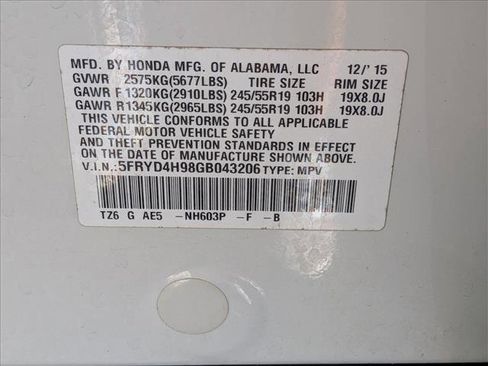 MFD. BY HONDA MFG. OF ALABAMA, LLC 12/' 15
GVWR 2575KG(5677LBS) TIRE SIZE RIM SIZE
GAWR F 1320KG(2910LBS) 245/55R19 103H 19X8.0J
GAWR R 1345KG(2965LBS) 245/55R19 103H 19X8.0J
THIS VEHICLE CONFORMS TO ALL APPLICABLE
FEDERAL MOTOR VEHICLE SAFETY
AND THEFT PREVENTION STANDARDS IN EFFECT
ON THE DATE OF MANUFACTURE SHOWN ABOVE.
V.I.N.:5FRYD4H98GB043206 TYPE: MPV
TZ6 G AE5 -NH603P -F -B